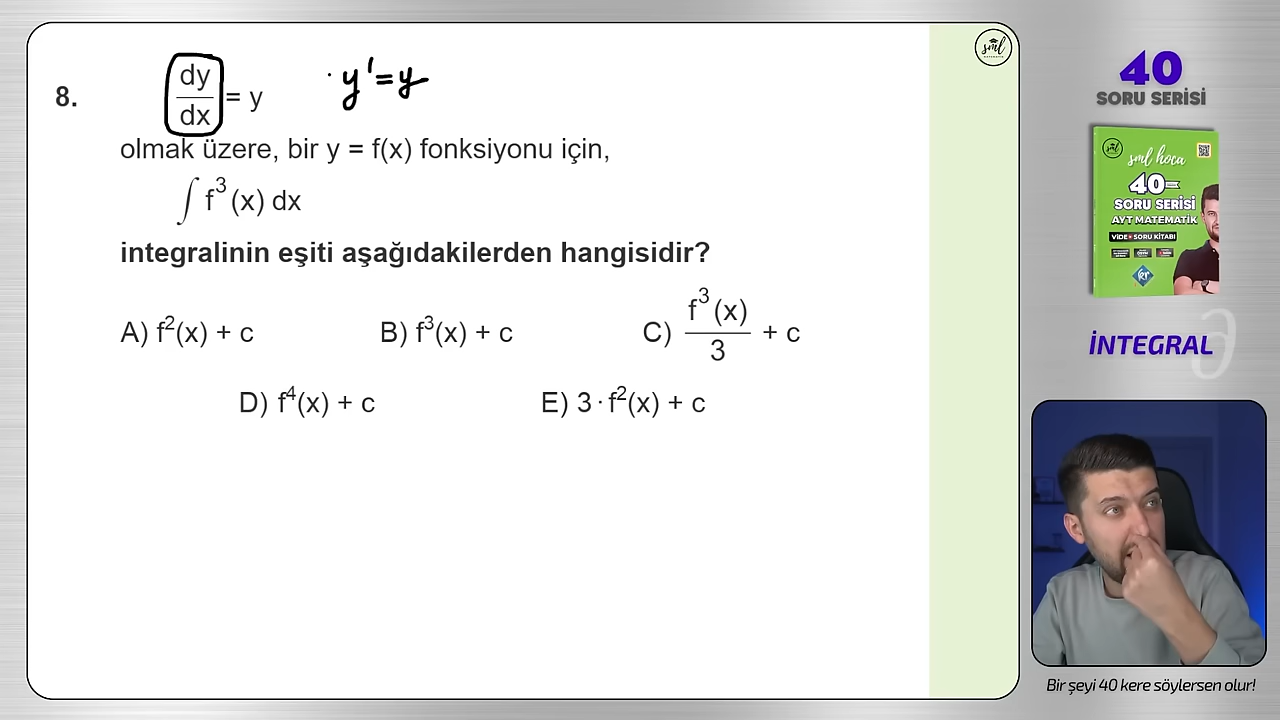 8.
dy/dx = y
y' = y
olmak üzere, bir y = f(x) fonksiyonu için,
∫ f³(x) dx
integralinin eşiti aşağıdakilerden hangisidir?
A) f²(x) + c
B) f³(x) + c
C) f³(x)/3 + c
D) f⁴(x) + c
E) 3 · f²(x) + c
sml
40
SORU SERİSİ
sml hoca
40
SORU SERİSİ
AYT MATEMATİK
VİDEO SORU KİTABI
İNTEGRAL
∂
Bir şeyi 40 kere söylersen olur!